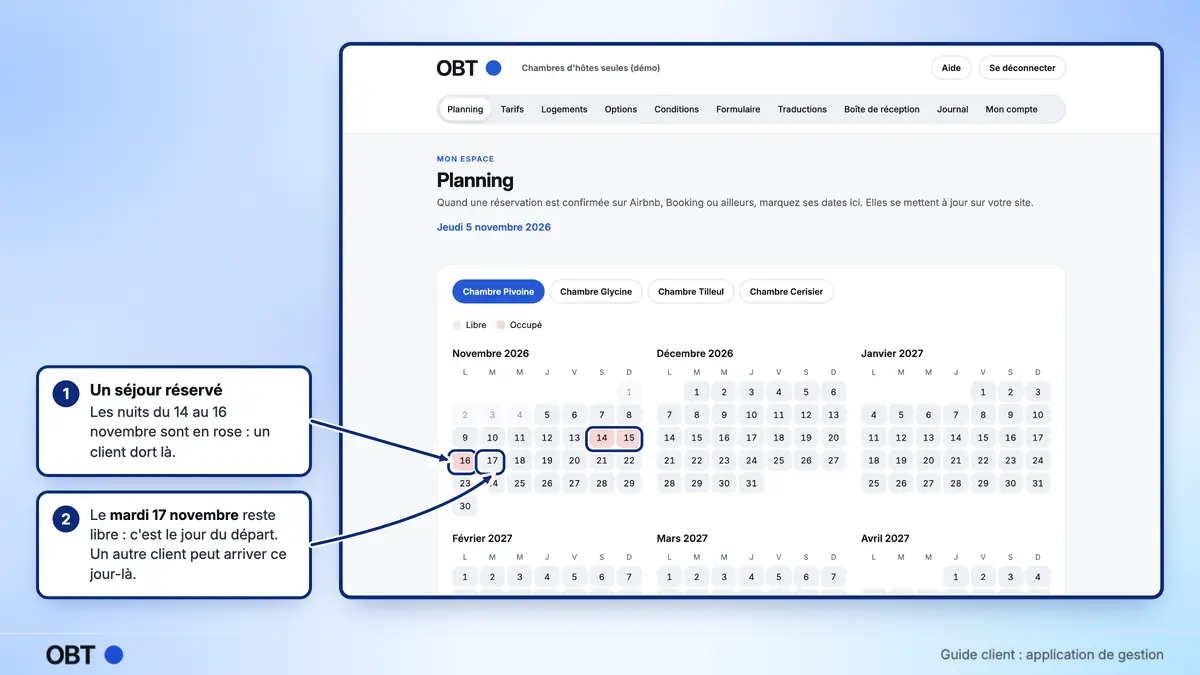 OBT
Chambres d'hôtes seules (démo)
Aide
Se déconnecter
Planning
Tarifs
Logements
Options
Conditions
Formulaire
Traductions
Boîte de réception
Journal
Mon compte
MON ESPACE
Planning
Quand une réservation est confirmée sur Airbnb, Booking ou ailleurs, marquez ses dates ici. Elles se mettent à jour sur votre site.
Jeudi 5 novembre 2026
Chambre Pivoine
Chambre Glycine
Chambre Tilleul
Chambre Cerisier
Libre
Occupé
Novembre 2026
L M M J V S D
1
2 3 4 5 6 7 8
9 10 11 12 13 14 15
16 17 18 19 20 21 22
23 24 25 26 27 28 29
30
Décembre 2026
L M M J V S D
1 2 3 4 5 6
7 8 9 10 11 12 13
14 15 16 17 18 19 20
21 22 23 24 25 26 27
28 29 30 31
Janvier 2027
L M M J V S D
1 2 3
4 5 6 7 8 9 10
11 12 13 14 15 16 17
18 19 20 21 22 23 24
25 26 27 28 29 30 31
Février 2027
L M M J V S D
1 2 3 4 5 6 7
Mars 2027
L M M J V S D
1 2 3 4 5 6 7
Avril 2027
L M M J V S D
1 2 3 4
1
Un séjour réservé
Les nuits du 14 au 16
novembre sont en rose : un
client dort là.
2
Le mardi 17 novembre reste
libre : c'est le jour du départ.
Un autre client peut arriver ce
jour-là.
OBT
Guide client : application de gestion